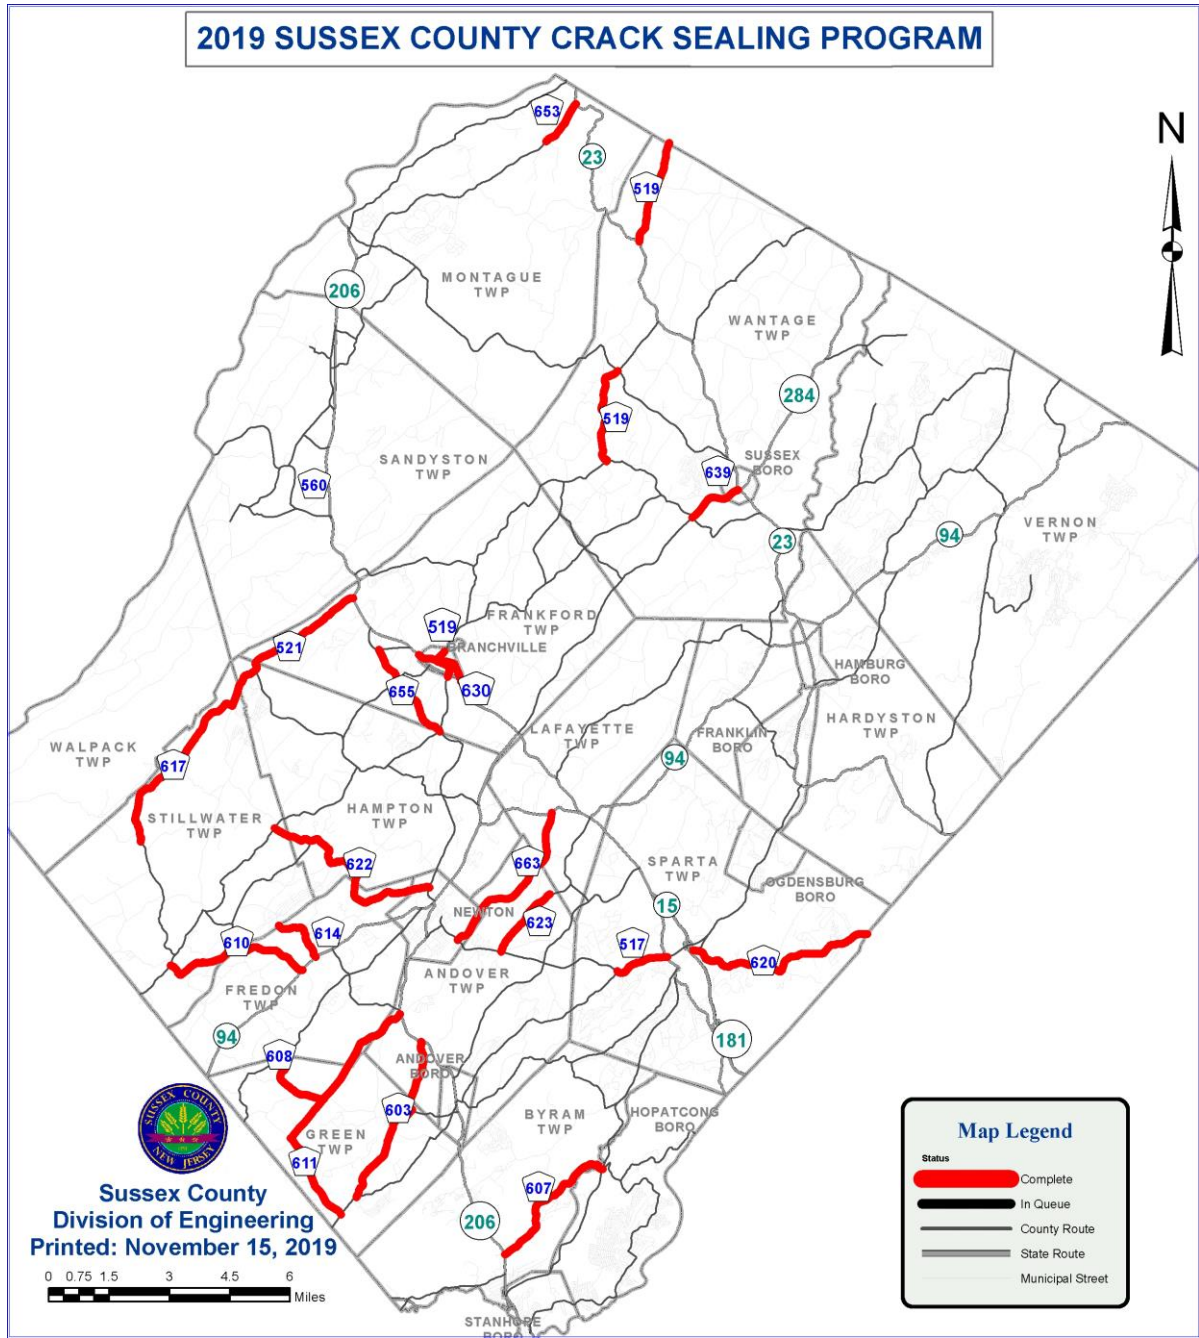 2019 SUSSEX COUNTY CRACK SEALING PROGRAM
N
653
23
519
206
MONTAGUE
TWP
WANTAGE
TWP
284
519
SANDYSTON
TWP
560
639
SUSSEX
BORO
23
94
VERNON
TWP
521
519
FRANKFORD
TWP
BRANCHVILLE
655
630
HAMBURG
BORO
HARDYSTON
TWP
LAFAYETTE
TWP
FRANKLIN
BORO
94
WALPACK
TWP
617
STILLWATER
TWP
HAMPTON
TWP
622
663
SPARTA
TWP
OGDENSBURG
BORO
15
NEWTON
623
614
610
517
620
FREDON
TWP
ANDOVER
TWP
94
181
608
ANDOVER
BORO
603
BYRAM
TWP
HOPATCONG
BORO
GREEN
TWP
611
607
206
STANHOPE
BORO
SUSSEX COUNTY
NEW JERSEY
Sussex County
Division of Engineering
Printed: November 15, 2019
0 0.75 1.5 3 4.5 6
Miles
Map Legend
Status
Complete
In Queue
County Route
State Route
Municipal Street